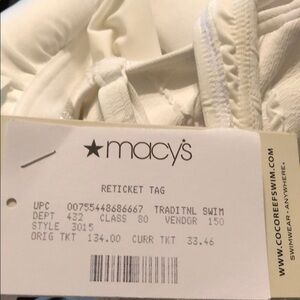 ★macy's
RETICKET TAG
UPC 00755448686667 TRADITNL SWIM
DEPT 432 CLASS 80 VENDOR 150
STYLE 3015
ORIG TKT 134.00 CURR TKT 33.46
WWW.COCOREEFSWIM.COM
SWIMWEAR • ANYWHERE